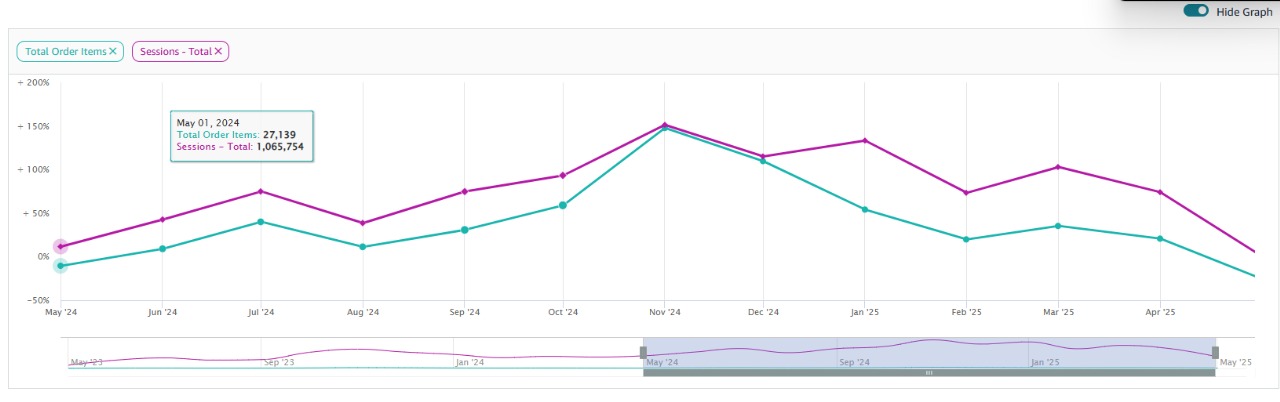 Hide Graph
Total Order Items ×
Sessions - Total ×
+ 200%
+ 150%
+ 100%
+ 50%
0%
-50%
May 01, 2024
Total Order Items: 27,139
Sessions - Total: 1,065,754
May '24 Jun '24 Jul '24 Aug '24 Sep '24 Oct '24 Nov '24 Dec '24 Jan '25 Feb '25 Mar '25 Apr '25
May '23 Sep '23 Jan '24 May '24 Sep '24 Jan '25 May '25